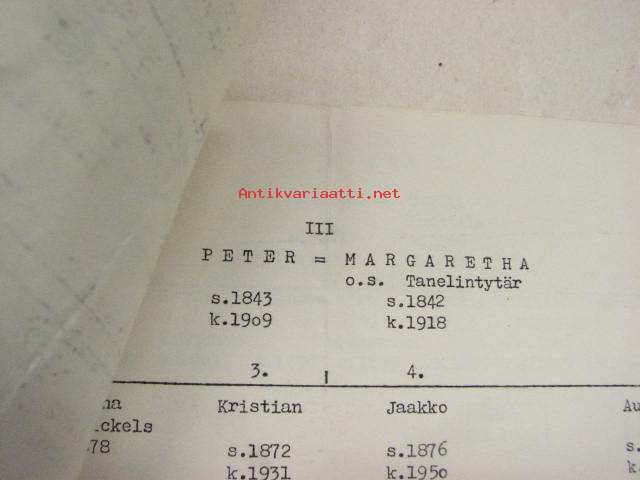 Antikvariaatti.net
III
PETER = MARGARETHA
o.s. Tanelintytär
s.1843 s.1842
k.19o9 k.1918
3. 4.
Kristian Jaakko
s.1872 s.1876
k.1931 k.195o